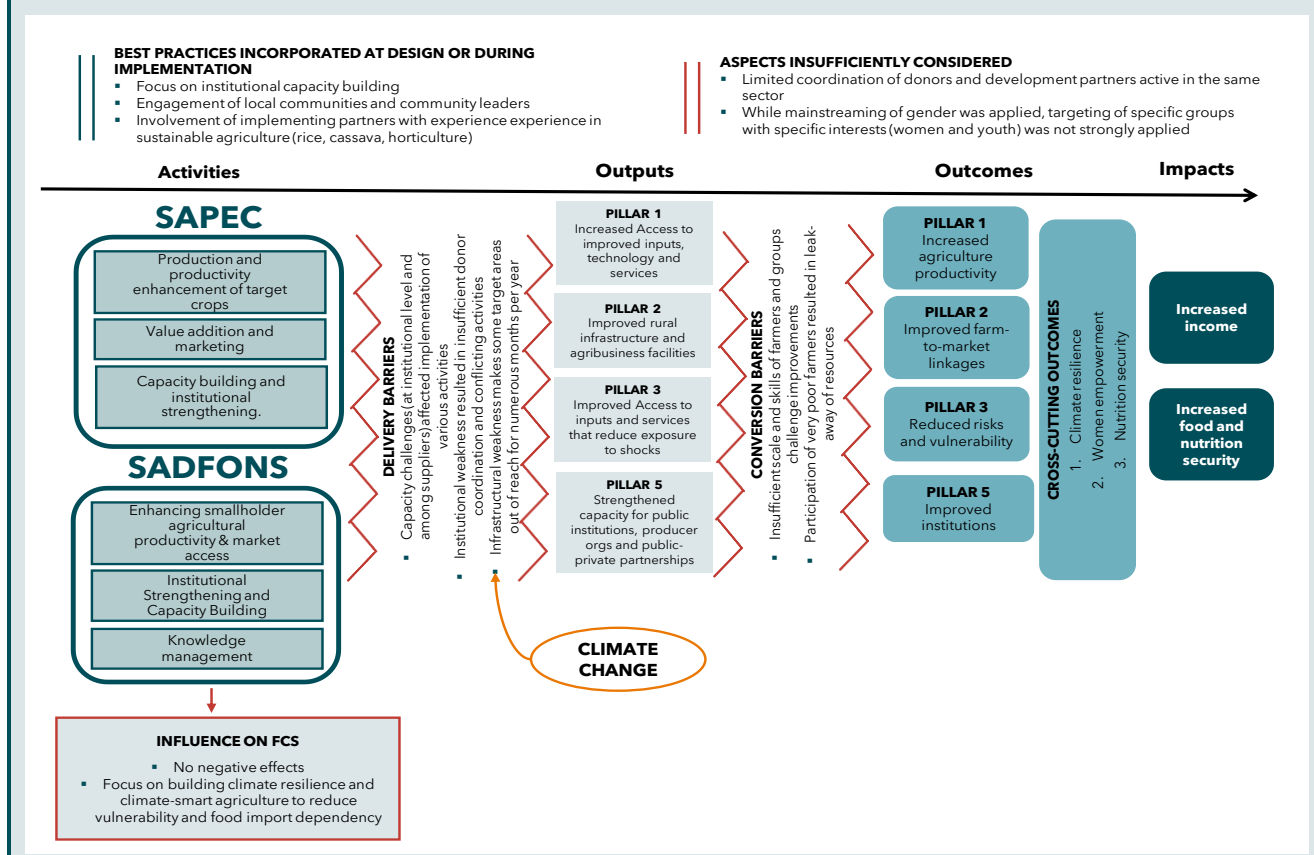 BEST PRACTICES INCORPORATED AT DESIGN OR DURING
IMPLEMENTATION
▪ Focus on institutional capacity building
▪ Engagement of local communities and community leaders
▪ Involvement of implementing partners with experience experience in
sustainable agriculture (rice, cassava, horticulture)
ASPECTS INSUFFICIENTLY CONSIDERED
▪ Limited coordination of donors and development partners active in the same
sector
▪ While mainstreaming of gender was applied, targeting of specific groups
with specific interests (women and youth) was not strongly applied
Activities
Outputs
Outcomes
Impacts
SAPEC
Production and
productivity
enhancement of target
crops
Value addition and
marketing
Capacity building and
institutional
strengthening.
SADFONS
Enhancing smallholder
agricultural
productivity & market
access
Institutional
Strengthening and
Capacity Building
Knowledge
management
INFLUENCE ON FCS
▪ No negative effects
▪ Focus on building climate resilience and
climate-smart agriculture to reduce
vulnerability and food import dependency
DELIVERY BARRIERS
▪ Capacity challenges (at institutional level and
among suppliers) affected implementation of
various activities
▪ Institutional weakness resulted in insufficient donor
coordination and conflicting activities
▪ Infrastructural weakness makes some target areas
out of reach for numerous months per year
CLIMATE
CHANGE
PILLAR 1
Increased Access to
improved inputs,
technology and
services
PILLAR 2
Improved rural
infrastructure and
agribusiness facilities
PILLAR 3
Improved Access to
inputs and services
that reduce exposure
to shocks
PILLAR 5
Strengthened
capacity for public
institutions, producer
orgs and public-
private partnerships
CONVERSION BARRIERS
▪ Insufficient scale and skills of farmers and groups
challenge improvements
▪ Participation of very poor farmers resulted in leak-
away of resources
PILLAR 1
Increased
agriculture
productivity
PILLAR 2
Improved farm-
to-market
linkages
PILLAR 3
Reduced risks
and vulnerability
PILLAR 5
Improved
institutions
CROSS-CUTTING OUTCOMES
1. Climate resilience
2. Women empowerment
3. Nutrition security
Increased
income
Increased
food and
nutrition
security